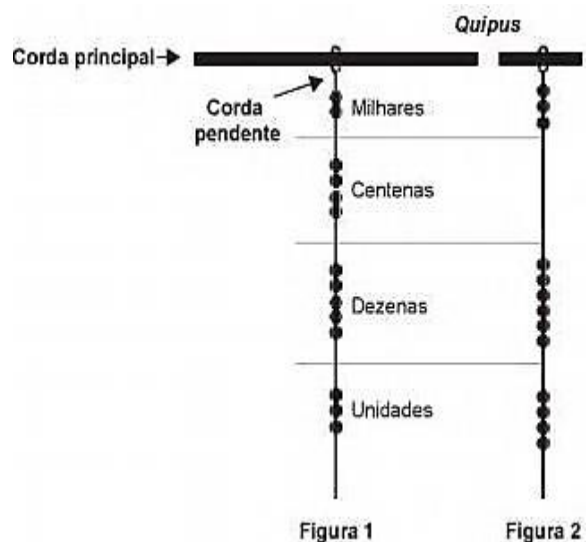 Quipus
Corda principal
Corda
pendente
Milhares
Centenas
Dezenas
Unidades
Figura 1
Figura 2